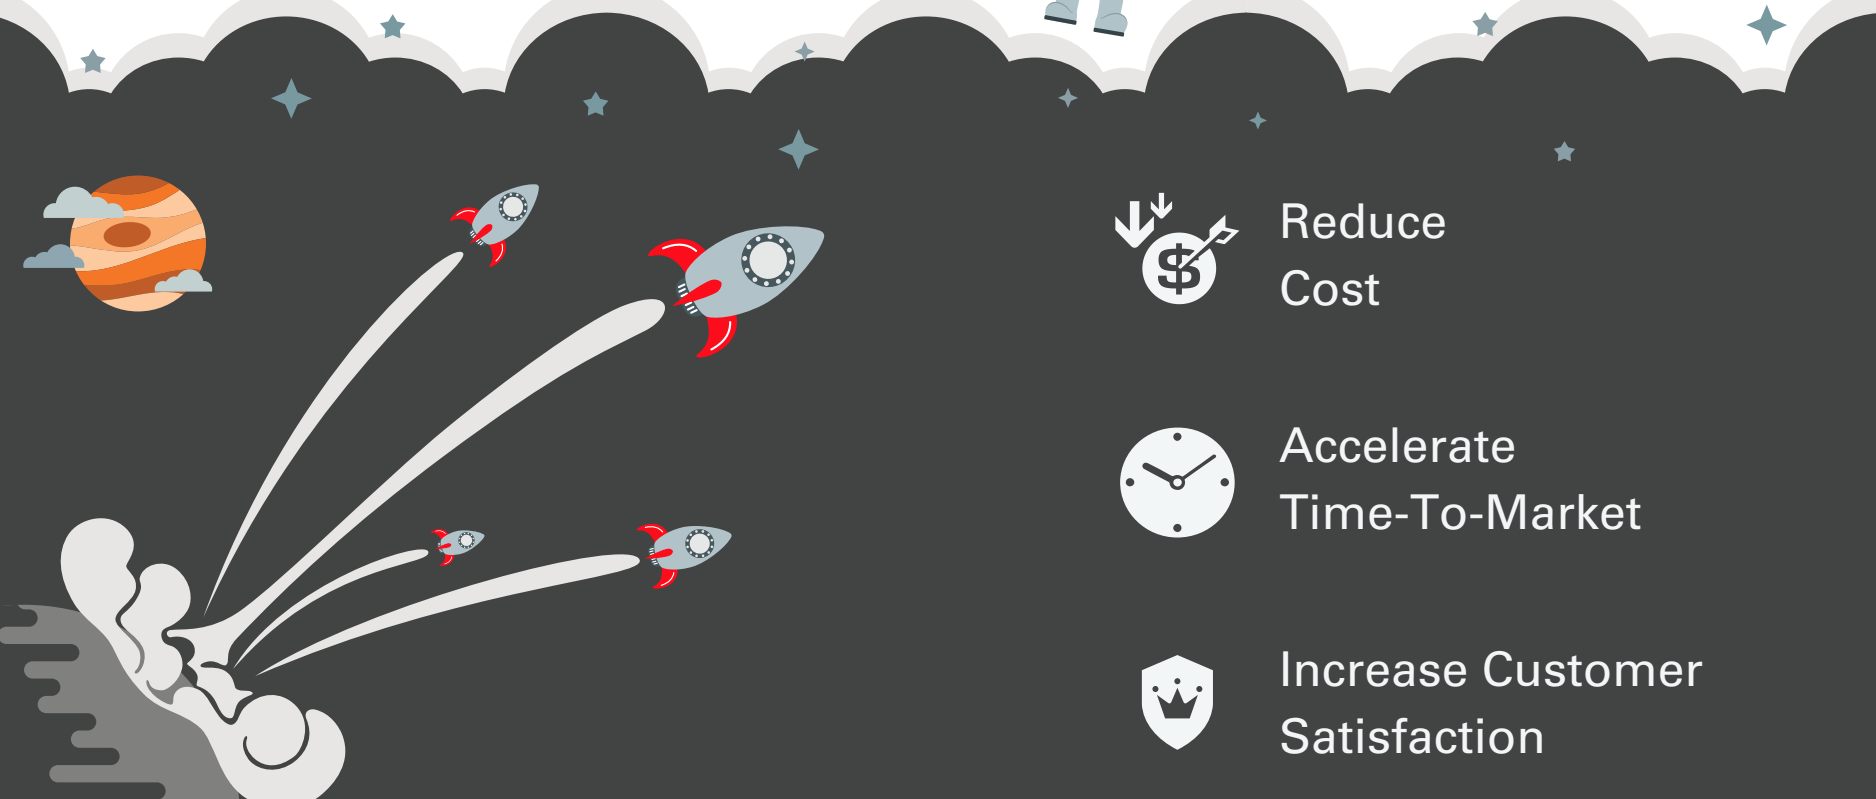 Reduce
Cost
Accelerate
Time-To-Market
Increase Customer
Satisfaction